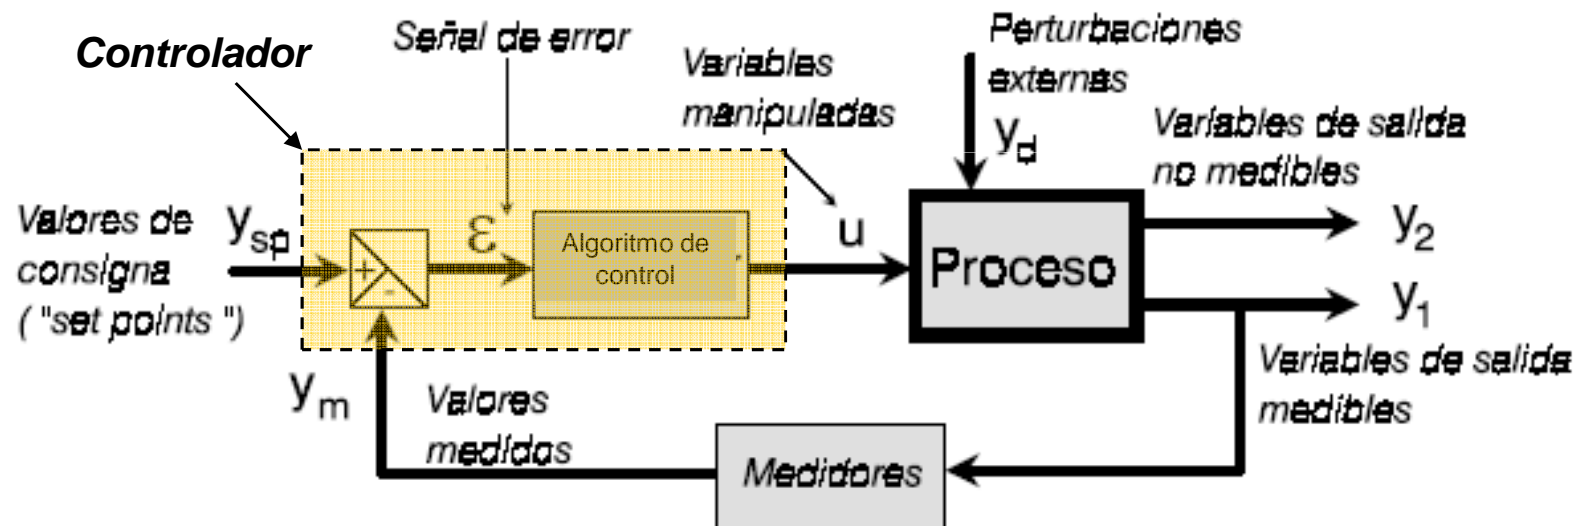 Controlador
Señal de error
Variables
manipuladas
Perturbaciones
externas
y_d
Variables de salida
no medibles
Valores de
consigna
( "set points ")
y_sp
+
-
ε
Algoritmo de
control
u
Proceso
y_2
y_1
Variables de salida
medibles
y_m
Valores
medidos
Medidores